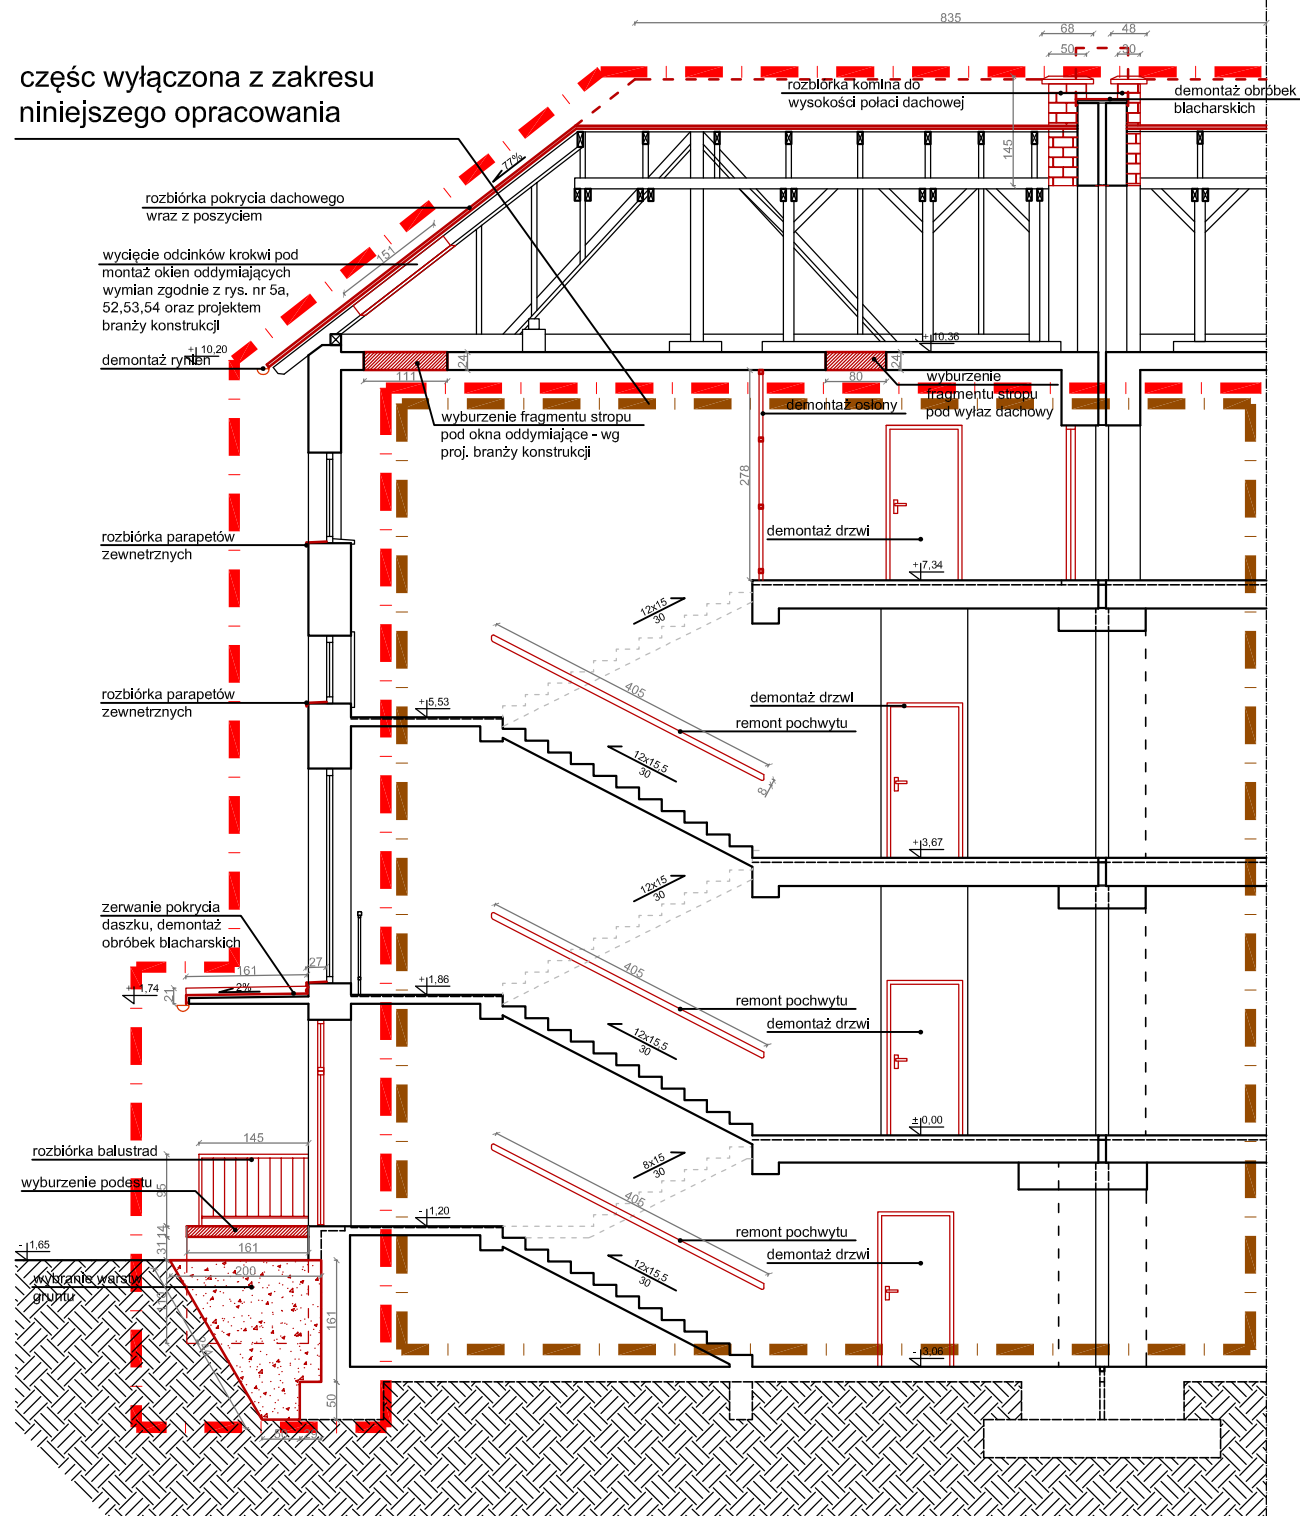 835
68
48
50
90
częśc wyłączona z zakresu
niniejszego opracowania
rozbiórka komina do
wysokości połaci dachowej
demontaż obróbek
blacharskich
145
77%
rozbiórka pokrycia dachowego
wraz z poszyciem
151
wycięcie odcinków krokwi pod
montaż okien oddymiających
wymian zgodnie z rys. nr 5a,
52,53,54 oraz projektem
branży konstrukcji
+ 10,20
demontaż rynien
+ 10,36
24
24
111
80
wyburzenie
fragmentu stropu
pod wyłaz dachowy
demontaż osłony
wyburzenie fragmentu stropu
pod okna oddymiające - wg
proj. branży konstrukcji
278
rozbiórka parapetów
zewnetrznych
demontaż drzwi
+ 7,34
12x15
30
405
rozbiórka parapetów
zewnetrznych
+ 5,53
demontaż drzwi
remont pochwytu
12x15,5
30
8
+ 3,67
12x15
30
zerwanie pokrycia
daszku, demontaż
obróbek blacharskich
27
161
2%
21
+ 1,74
+ 1,86
405
remont pochwytu
demontaż drzwi
12x15,5
30
± 0,00
145
rozbiórka balustrad
8x15
30
wyburzenie podestu
95
405
- 1,20
14
31
161
remont pochwytu
demontaż drzwi
- 1,65
200
wybranie warstw
gruntu
12x15,5
30
161
- 3,06
50